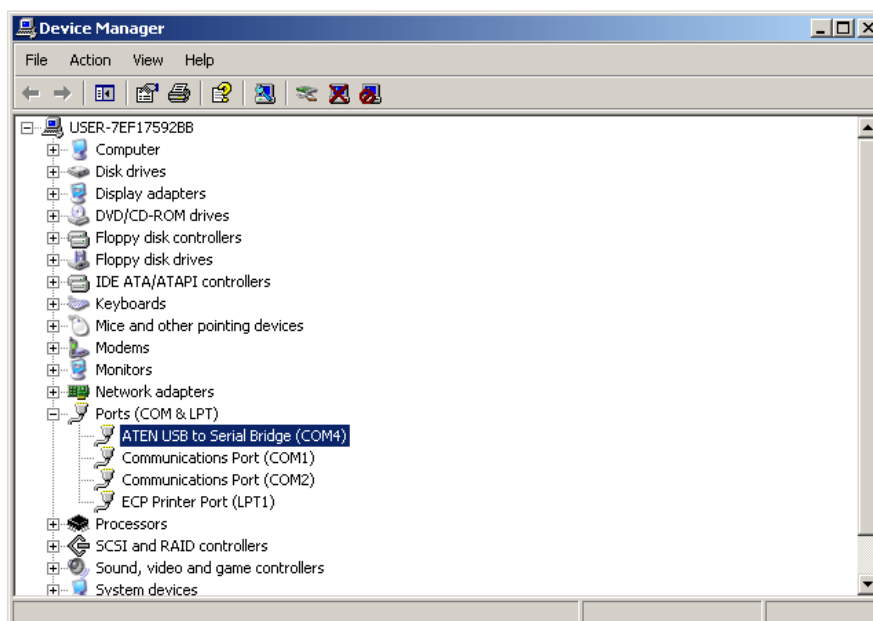 Device Manager
File Action View Help
USER-7EF17592BB
Computer
Disk drives
Display adapters
DVD/CD-ROM drives
Floppy disk controllers
Floppy disk drives
IDE ATA/ATAPI controllers
Keyboards
Mice and other pointing devices
Modems
Monitors
Network adapters
Ports (COM & LPT)
ATEN USB to Serial Bridge (COM4)
Communications Port (COM1)
Communications Port (COM2)
ECP Printer Port (LPT1)
Processors
SCSI and RAID controllers
Sound, video and game controllers
System devices